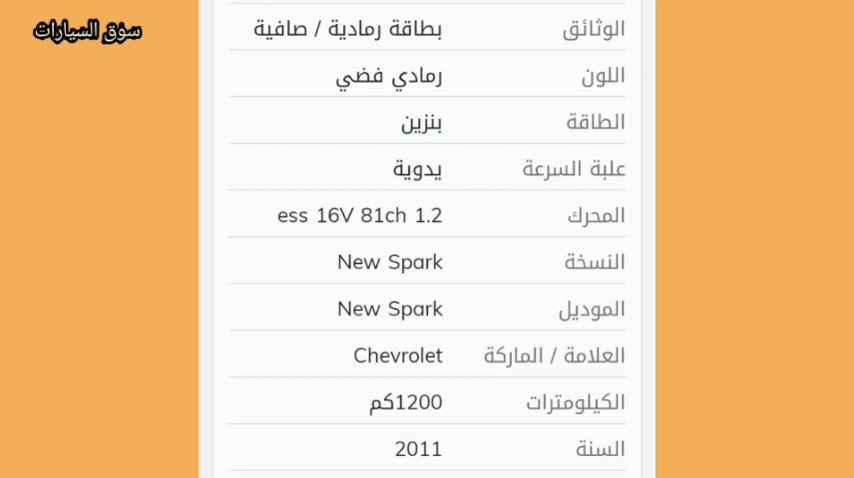 سوق السيارات
الوثائق بطاقة رمادية / صافية
اللون رمادي فضي
الطاقة بنزين
علبة السرعة يدوية
المحرك 1.2 ess 16V 81ch
النسخة New Spark
الموديل New Spark
العلامة / الماركة Chevrolet
الكيلومترات 1200كم
السنة 2011